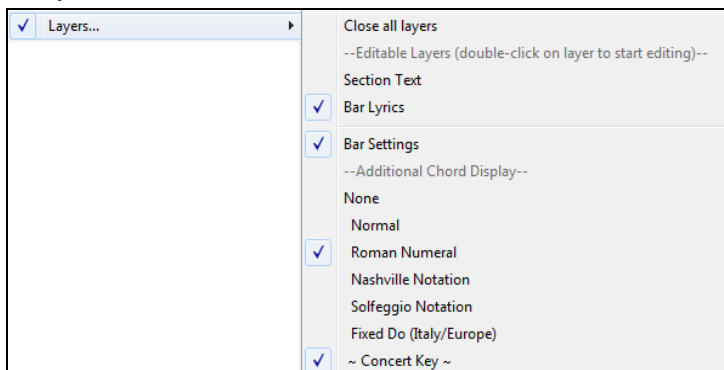 Layers...
Close all layers
--Editable Layers (double-click on layer to start editing)--
Section Text
Bar Lyrics
Bar Settings
--Additional Chord Display--
None
Normal
Roman Numeral
Nashville Notation
Solfeggio Notation
Fixed Do (Italy/Europe)
~ Concert Key ~